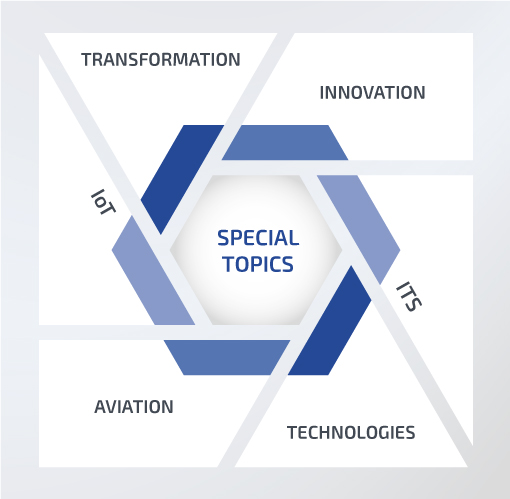 TRANSFORMATION
INNOVATION
IoT
SPECIAL
TOPICS
ITS
AVIATION
TECHNOLOGIES